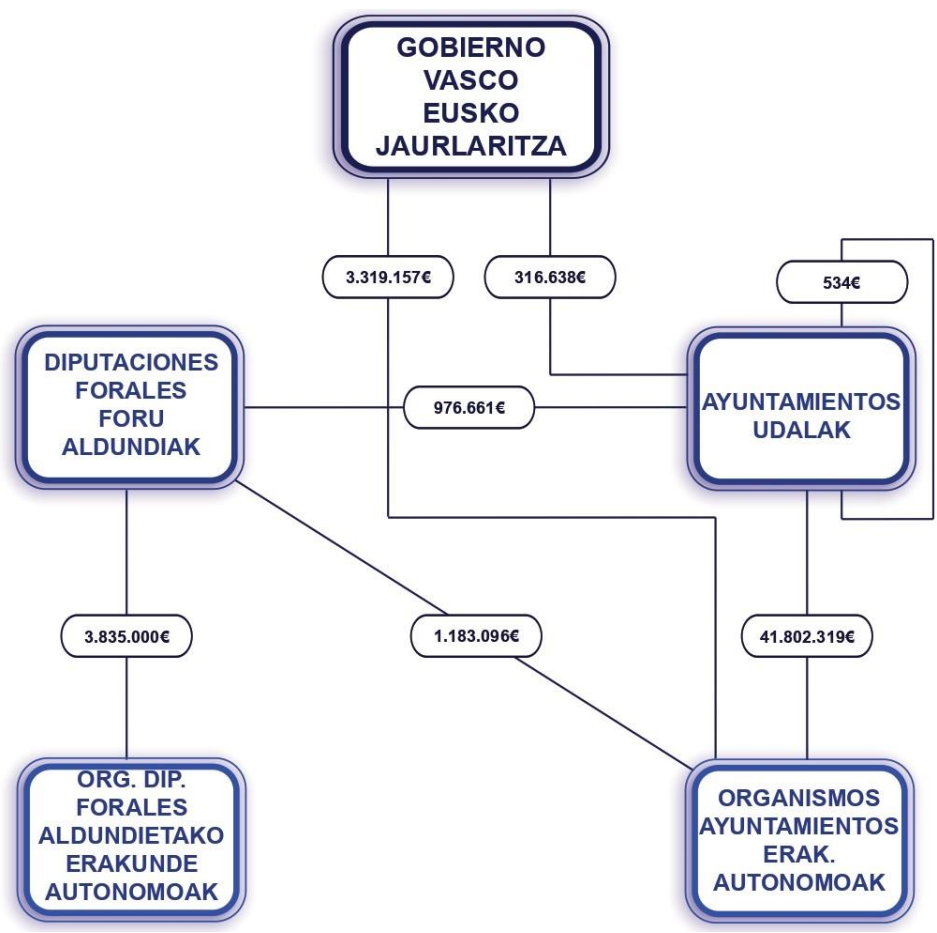 GOBIERNO
VASCO
EUSKO
JAURLARITZA
3.319.157€
316.638€
534€
DIPUTACIONES
FORALES
FORU
ALDUNDIAK
976.661€
AYUNTAMIENTOS
UDALAK
3.835.000€
1.183.096€
41.802.319€
ORG. DIP.
FORALES
ALDUNDIETAKO
ERAKUNDE
AUTONOMOAK
ORGANISMOS
AYUNTAMIENTOS
ERAK.
AUTONOMOAK